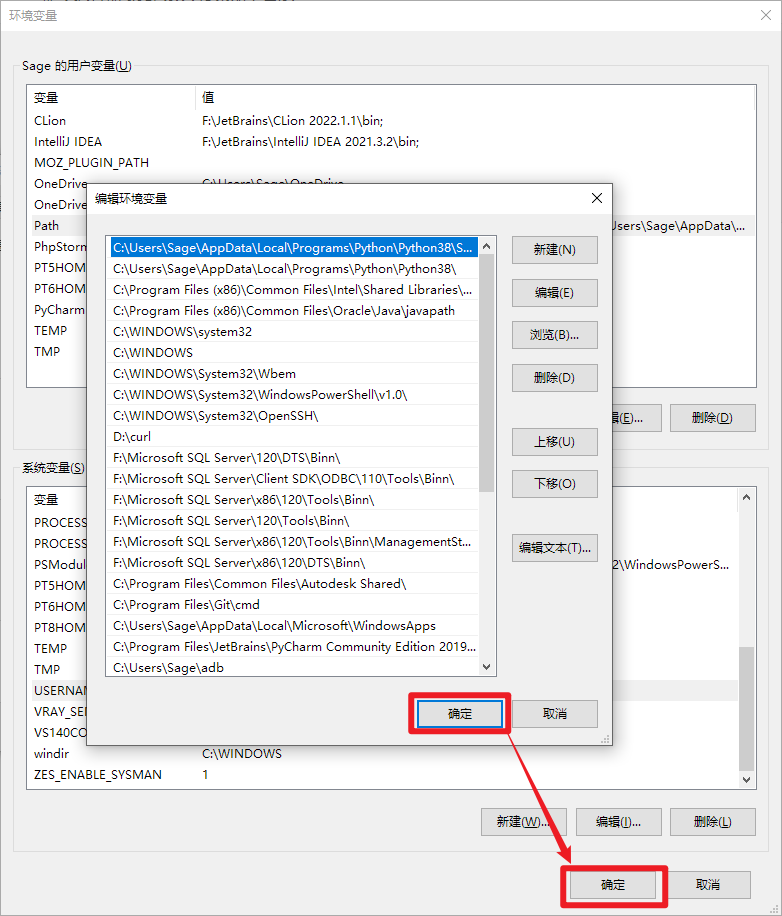 环境变量
Sage 的用户变量(U)
变量 值
CLion F:\JetBrains\CLion 2022.1.1\bin;
IntelliJ IDEA F:\JetBrains\IntelliJ IDEA 2021.3.2\bin;
MOZ_PLUGIN_PATH
OneDrive C:\Users\Sage\OneDrive
OneDrive
Path Jsers\Sage\AppData\...
PhpStorm
PT5HOM
PT6HOM
PyCharm
TEMP
TMP
辑(E)... 删除(D)
编辑环境变量
C:\Users\Sage\AppData\Local\Programs\Python\Python38\S...
C:\Users\Sage\AppData\Local\Programs\Python\Python38\
C:\Program Files (x86)\Common Files\Intel\Shared Libraries\...
C:\Program Files (x86)\Common Files\Oracle\Java\javapath
C:\WINDOWS\system32
C:\WINDOWS
C:\WINDOWS\System32\Wbem
C:\WINDOWS\System32\WindowsPowerShell\v1.0\
C:\WINDOWS\System32\OpenSSH\
D:\curl
F:\Microsoft SQL Server\120\DTS\Binn\
F:\Microsoft SQL Server\Client SDK\ODBC\110\Tools\Binn\
F:\Microsoft SQL Server\x86\120\Tools\Binn\
F:\Microsoft SQL Server\120\Tools\Binn\
F:\Microsoft SQL Server\x86\120\Tools\Binn\ManagementSt...
F:\Microsoft SQL Server\x86\120\DTS\Binn\
C:\Program Files\Common Files\Autodesk Shared\
C:\Program Files\Git\cmd
C:\Users\Sage\AppData\Local\Microsoft\WindowsApps
C:\Program Files\JetBrains\PyCharm Community Edition 2019...
C:\Users\Sage\adb
新建(N)
编辑(E)
浏览(B)...
删除(D)
上移(U)
下移(O)
编辑文本(T)...
确定 取消
系统变量(S)
变量
PROCESS
PROCESS
PSModul 2\WindowsPowerS...
PT5HOM
PT6HOM
PT8HOM
TEMP
TMP
USERNAM
VRAY_SE
VS140CO
windir C:\WINDOWS
ZES_ENABLE_SYSMAN 1
新建(W)... 编辑(I)... 删除(L)
确定 取消